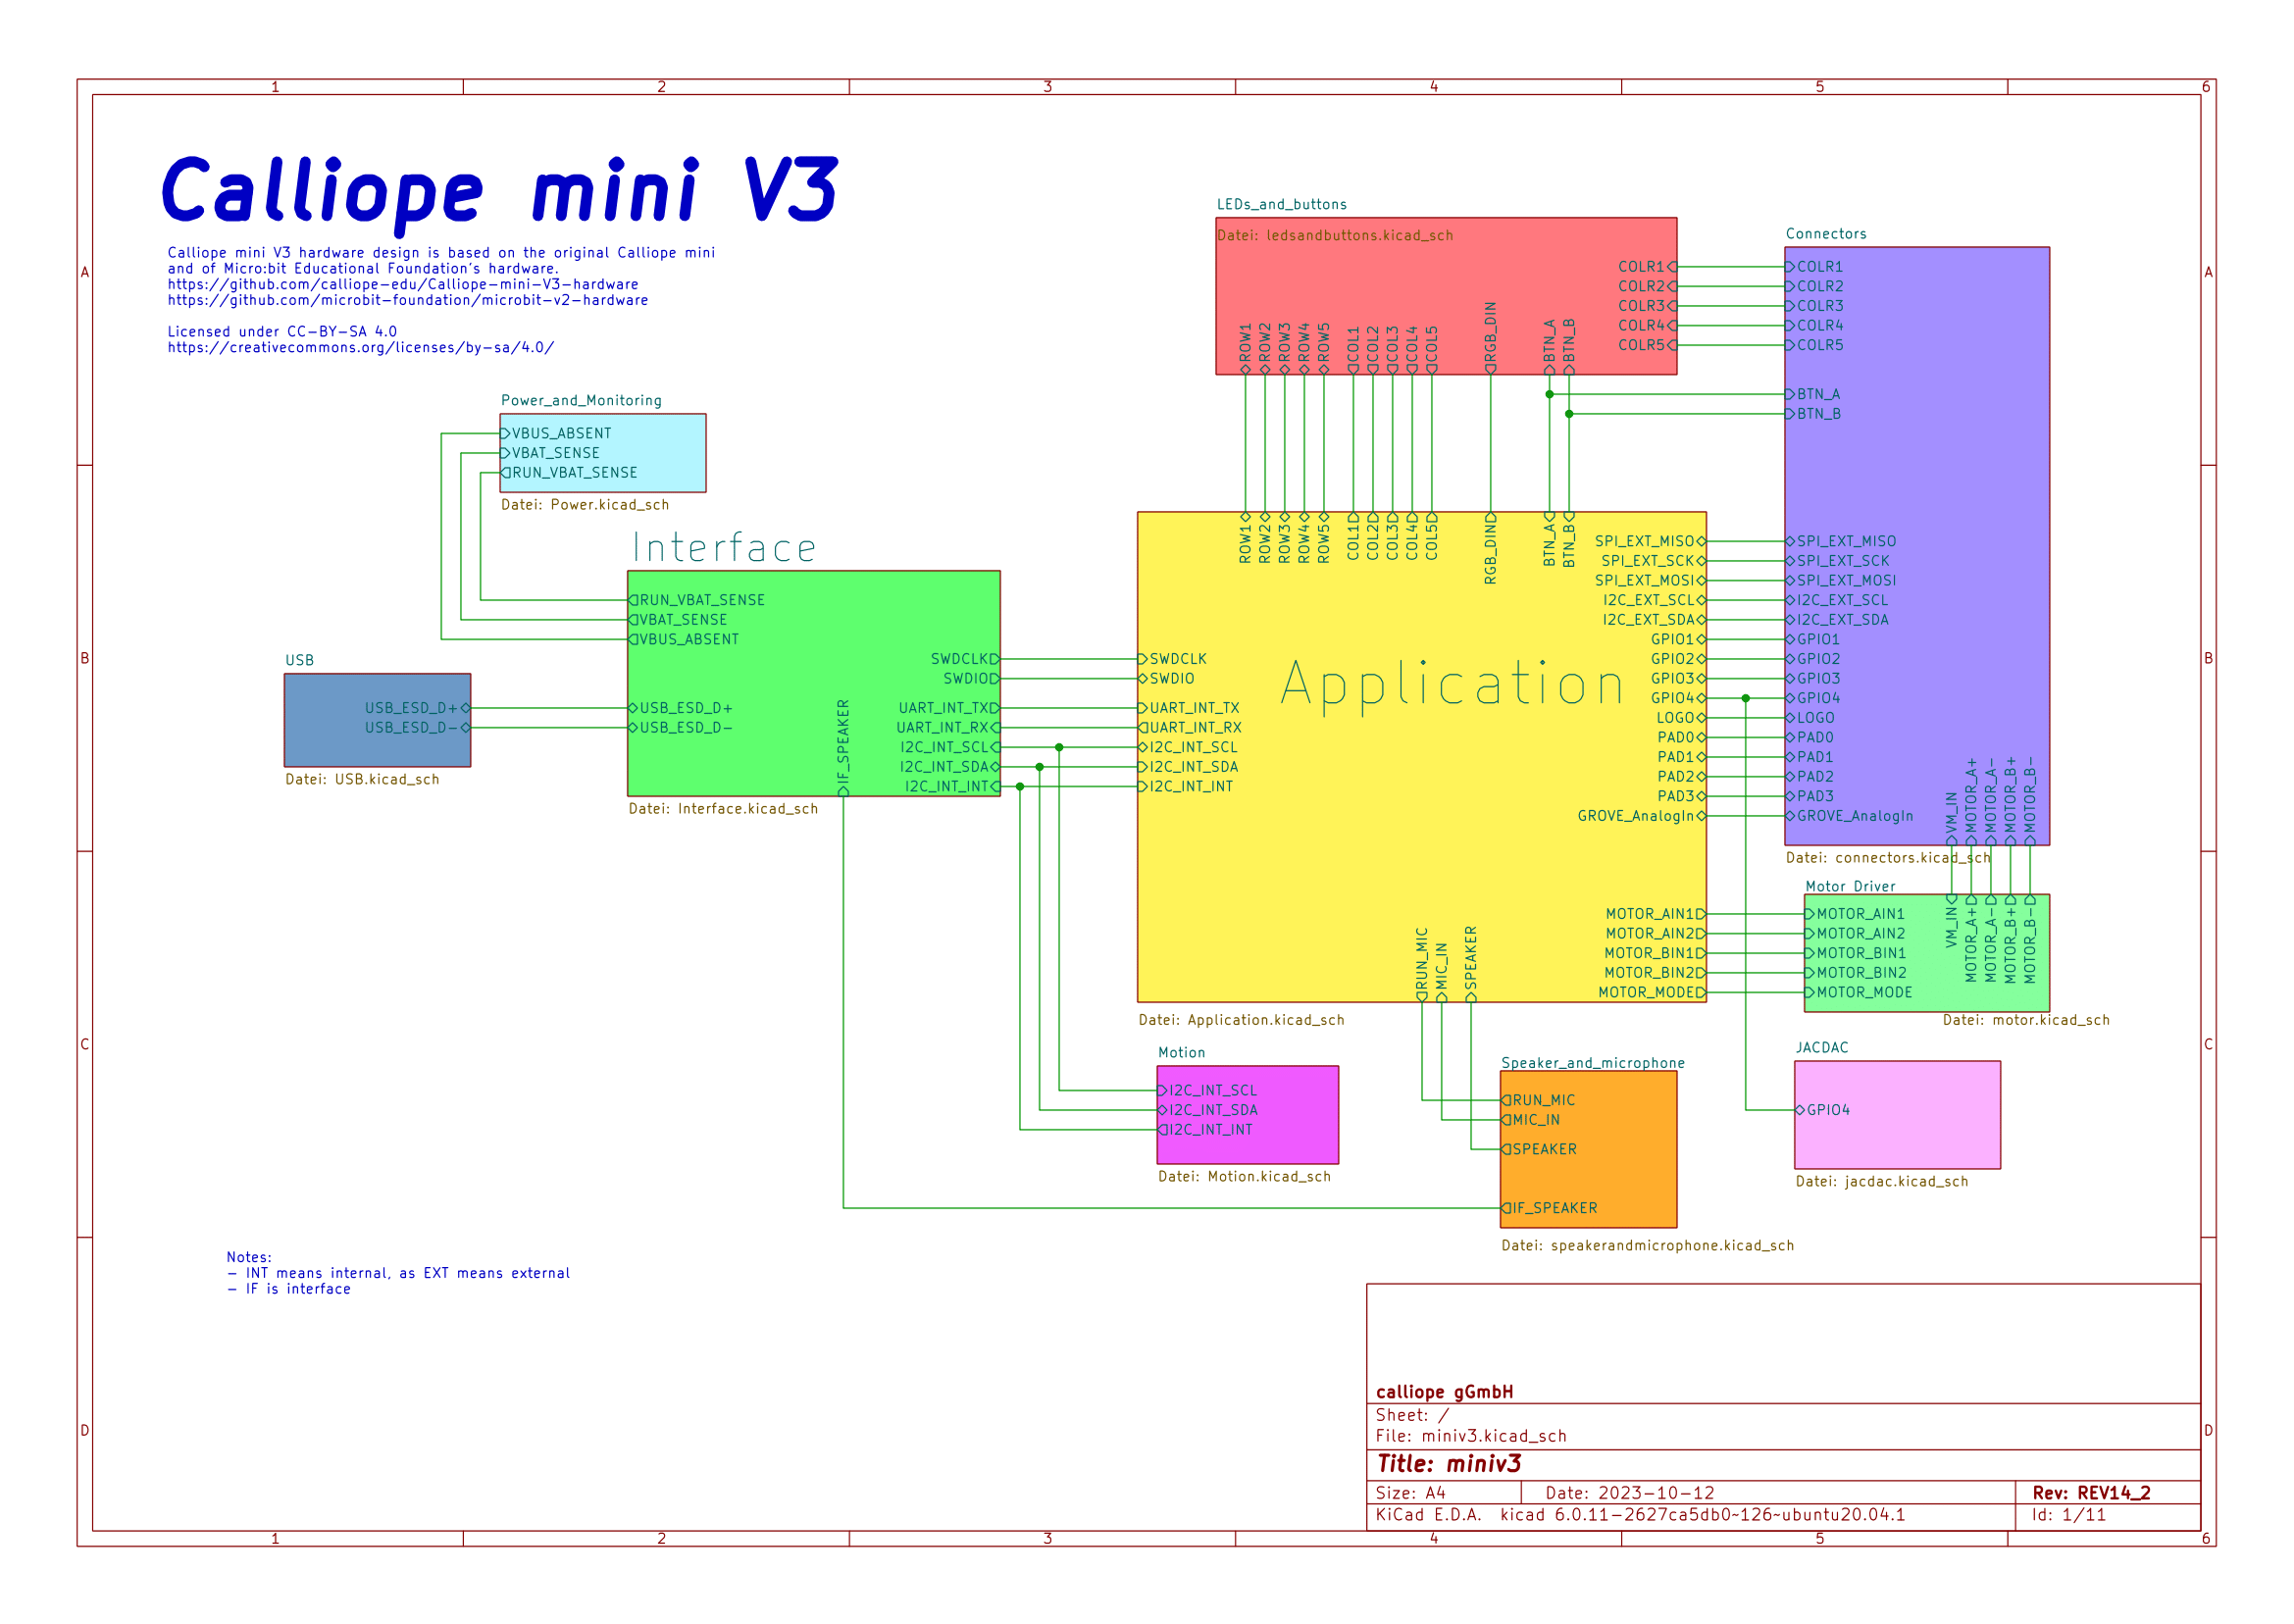 1 2 3 4 5 6
A
B
C
D
A
B
C
D
Calliope mini V3
Calliope mini V3 hardware design is based on the original Calliope mini
and of Micro:bit Educational Foundation's hardware.
https://github.com/calliope-edu/Calliope-mini-V3-hardware
https://github.com/microbit-foundation/microbit-v2-hardware
Licensed under CC-BY-SA 4.0
https://creativecommons.org/licenses/by-sa/4.0/
Power_and_Monitoring
VBUS_ABSENT
VBAT_SENSE
RUN_VBAT_SENSE
Datei: Power.kicad_sch
Interface
RUN_VBAT_SENSE
VBAT_SENSE
VBUS_ABSENT
USB_ESD_D+
USB_ESD_D-
IF_SPEAKER
SWDCLK
SWDIO
UART_INT_TX
UART_INT_RX
I2C_INT_SCL
I2C_INT_SDA
I2C_INT_INT
Datei: Interface.kicad_sch
USB
USB_ESD_D+
USB_ESD_D-
Datei: USB.kicad_sch
LEDs_and_buttons
Datei: ledsandbuttons.kicad_sch
COLR1
COLR2
COLR3
COLR4
COLR5
ROW1
ROW2
ROW3
ROW4
ROW5
COL1
COL2
COL3
COL4
COL5
RGB_DIN
BTN_A
BTN_B
Application
ROW1
ROW2
ROW3
ROW4
ROW5
COL1
COL2
COL3
COL4
COL5
RGB_DIN
BTN_A
BTN_B
SWDCLK
SWDIO
UART_INT_TX
UART_INT_RX
I2C_INT_SCL
I2C_INT_SDA
I2C_INT_INT
SPI_EXT_MISO
SPI_EXT_SCK
SPI_EXT_MOSI
I2C_EXT_SCL
I2C_EXT_SDA
GPIO1
GPIO2
GPIO3
GPIO4
LOGO
PAD0
PAD1
PAD2
PAD3
GROVE_AnalogIn
MOTOR_AIN1
MOTOR_AIN2
MOTOR_BIN1
MOTOR_BIN2
MOTOR_MODE
RUN_MIC
MIC_IN
SPEAKER
Datei: Application.kicad_sch
Connectors
COLR1
COLR2
COLR3
COLR4
COLR5
BTN_A
BTN_B
SPI_EXT_MISO
SPI_EXT_SCK
SPI_EXT_MOSI
I2C_EXT_SCL
I2C_EXT_SDA
GPIO1
GPIO2
GPIO3
GPIO4
LOGO
PAD0
PAD1
PAD2
PAD3
GROVE_AnalogIn
VM_IN
MOTOR_A+
MOTOR_A-
MOTOR_B+
MOTOR_B-
Datei: connectors.kicad_sch
Motor Driver
MOTOR_AIN1
MOTOR_AIN2
MOTOR_BIN1
MOTOR_BIN2
MOTOR_MODE
VM_IN
MOTOR_A+
MOTOR_A-
MOTOR_B+
MOTOR_B-
Datei: motor.kicad_sch
Motion
I2C_INT_SCL
I2C_INT_SDA
I2C_INT_INT
Datei: Motion.kicad_sch
Speaker_and_microphone
RUN_MIC
MIC_IN
SPEAKER
IF_SPEAKER
Datei: speakerandmicrophone.kicad_sch
JACDAC
GPIO4
Datei: jacdac.kicad_sch
Notes:
- INT means internal, as EXT means external
- IF is interface
calliope gGmbH
Sheet: /
File: miniv3.kicad_sch
Title: miniv3
Size: A4 Date: 2023-10-12 Rev: REV14_2
KiCad E.D.A. kicad 6.0.11-2627ca5db0~126~ubuntu20.04.1 Id: 1/11
1 2 3 4 5 6